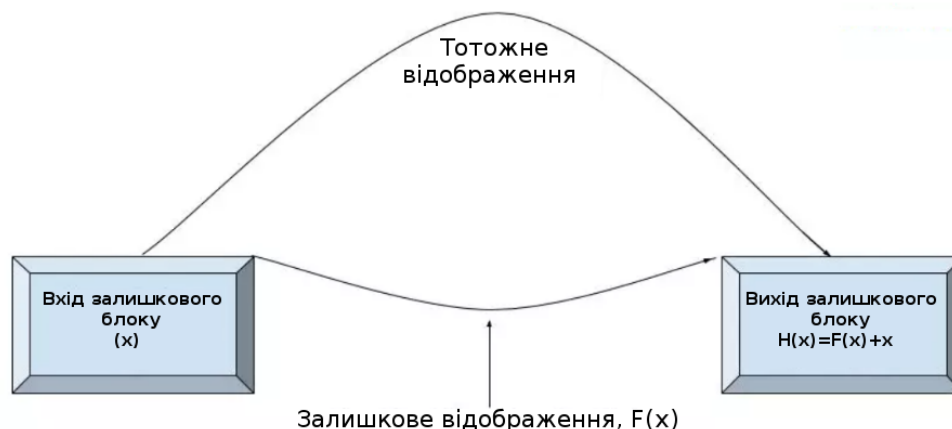 Тотожне
відображення
Вхід залишкового
блоку
(x)
Вихід залишкового
блоку
H(x)=F(x)+x
Залишкове відображення, F(x)